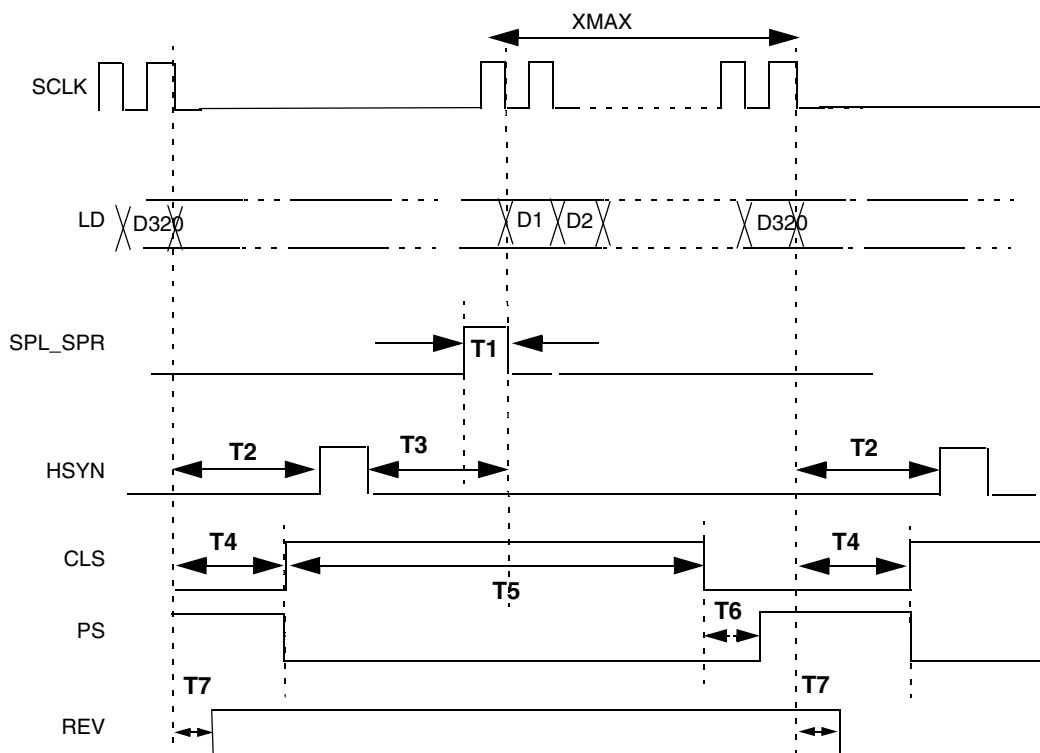 XMAX
SCLK
LD
D320
D1
D2
D320
SPL_SPR
T1
HSYN
T2
T3
T2
CLS
T4
T5
T4
PS
T6
T7
T7
REV